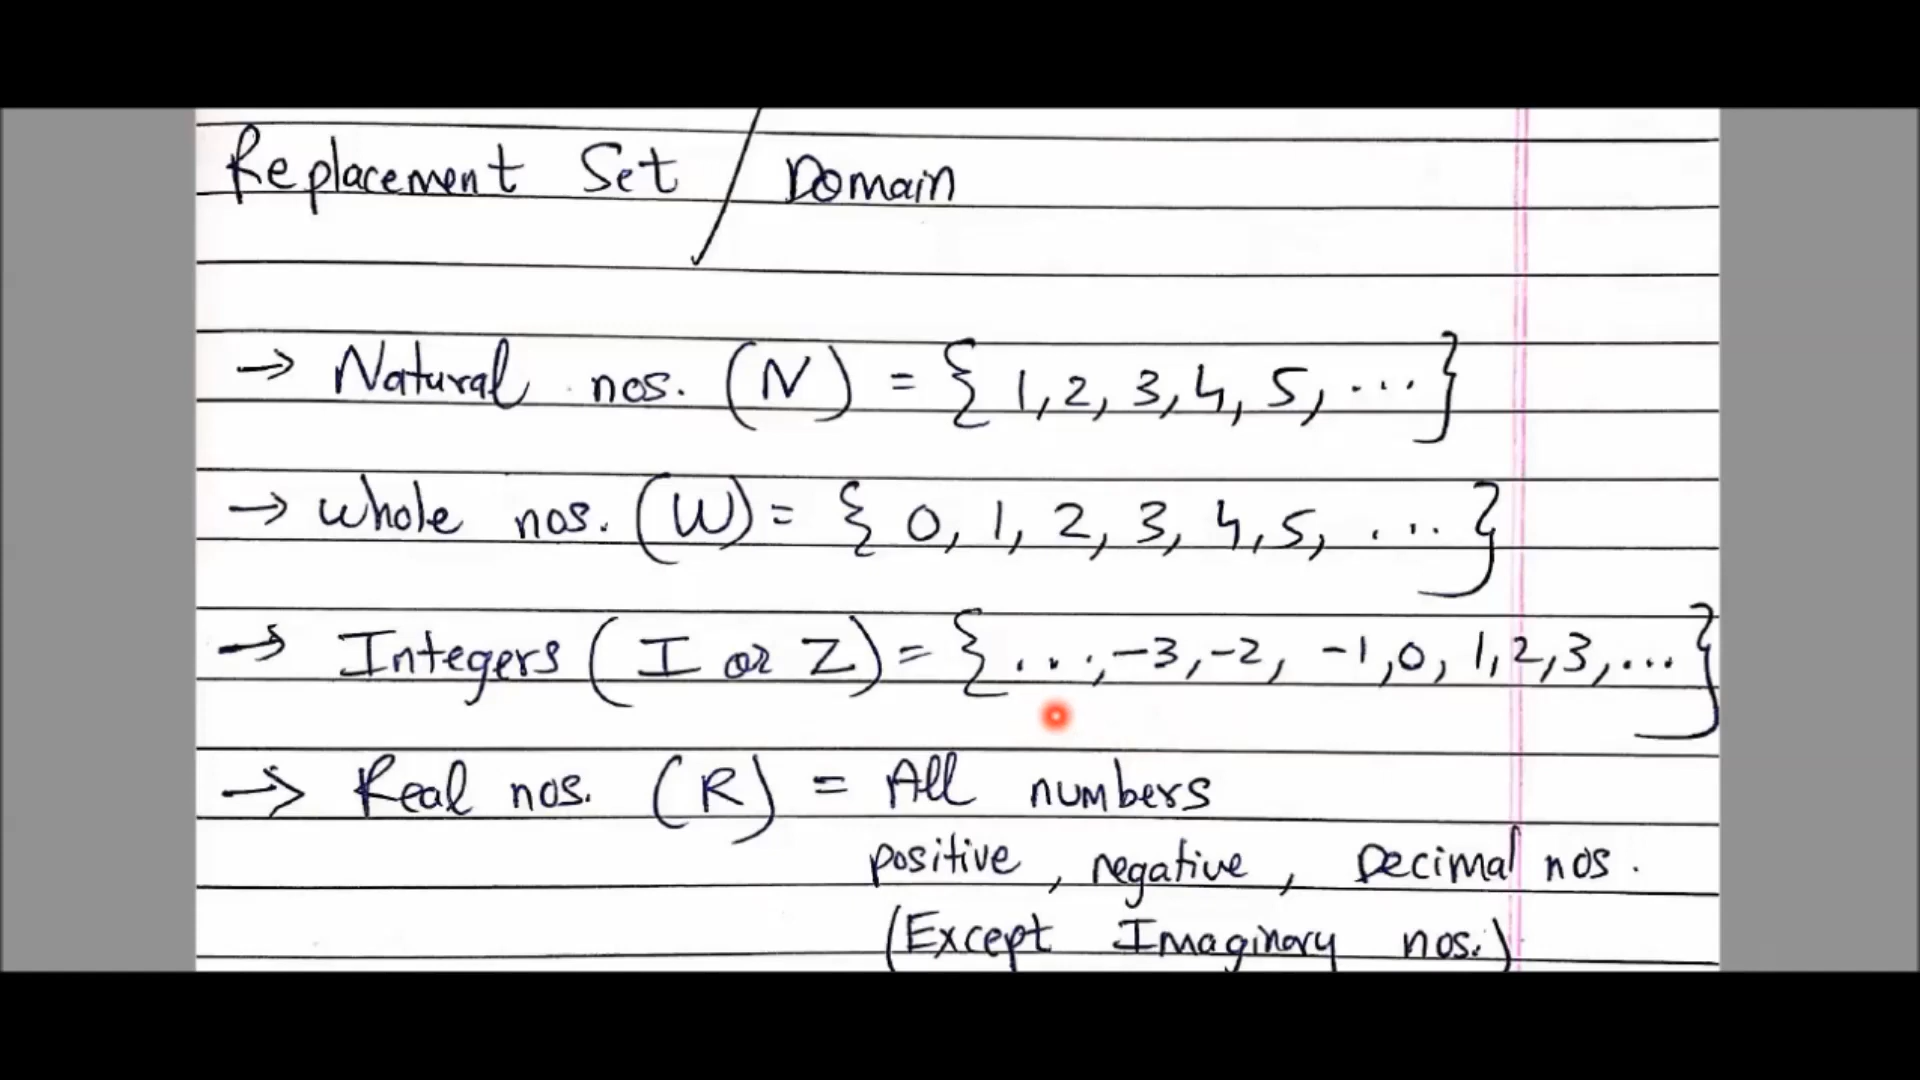 Replacement Set / Domain
→ Natural nos. (N) = { 1, 2, 3, 4, 5, ... }
→ Whole nos. (W) = { 0, 1, 2, 3, 4, 5, .... }
→ Integers ( I or Z ) = { ..., -3, -2, -1, 0, 1, 2, 3, ... }
→ Real nos. (R) = All numbers
positive, negative, Decimal nos.
(Except Imaginary nos.)